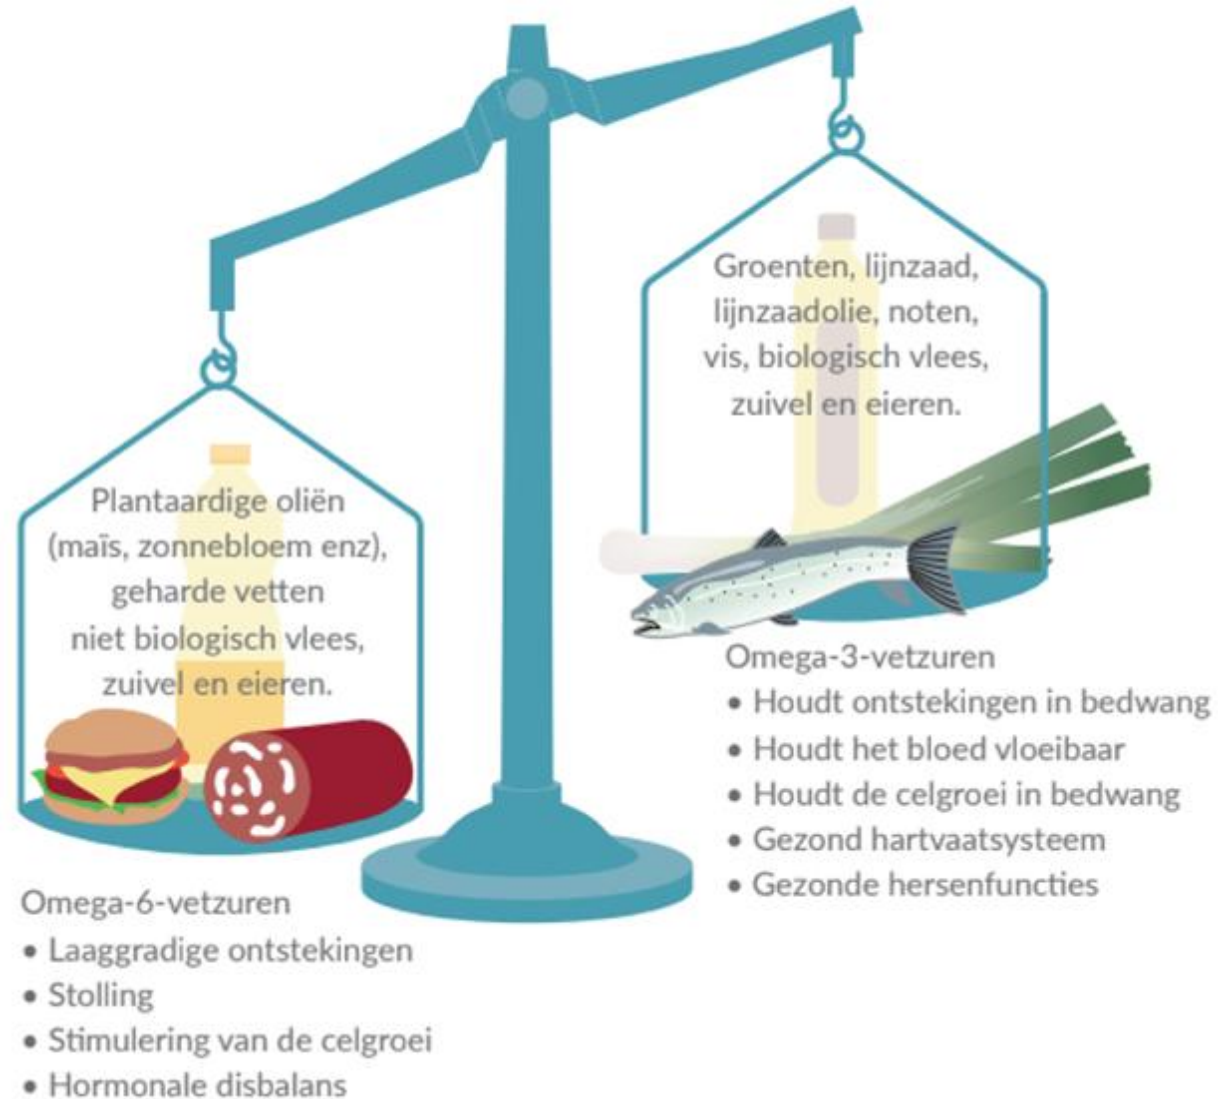 Groenten, lijnzaad,
lijnzaadolie, noten,
vis, biologisch vlees,
zuivel en eieren.
Plantaardige oliën
(maïs, zonnebloem enz),
geharde vetten
niet biologisch vlees,
zuivel en eieren.
Omega-3-vetzuren
• Houdt ontstekingen in bedwang
• Houdt het bloed vloeibaar
• Houdt de celgroei in bedwang
• Gezond hartvaatsysteem
• Gezonde hersenfuncties
Omega-6-vetzuren
• Laaggradige ontstekingen
• Stolling
• Stimulering van de celgroei
• Hormonale disbalans